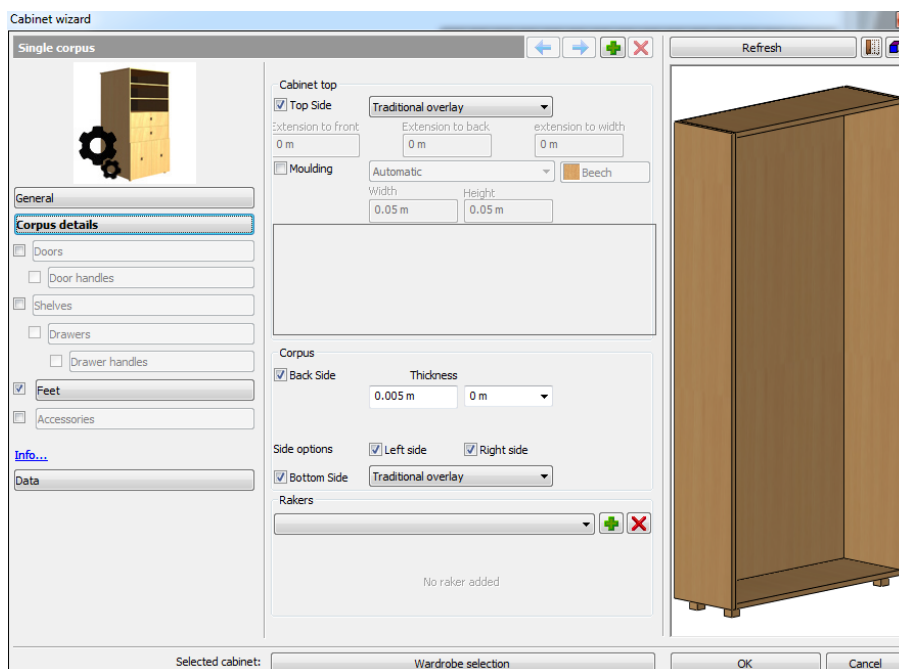 Cabinet wizard
Single corpus
Refresh
General
Corpus details
Doors
Door handles
Shelves
Drawers
Drawer handles
Feet
Accessories
Info...
Data
Cabinet top
Top Side Traditional overlay
Extension to front Extension to back extension to width
0 m 0 m 0 m
Moulding Automatic Beech
Width Height
0.05 m 0.05 m
Corpus
Back Side Thickness
0.005 m 0 m
Side options Left side Right side
Bottom Side Traditional overlay
Rakers
No raker added
Selected cabinet: Wardrobe selection OK Cancel